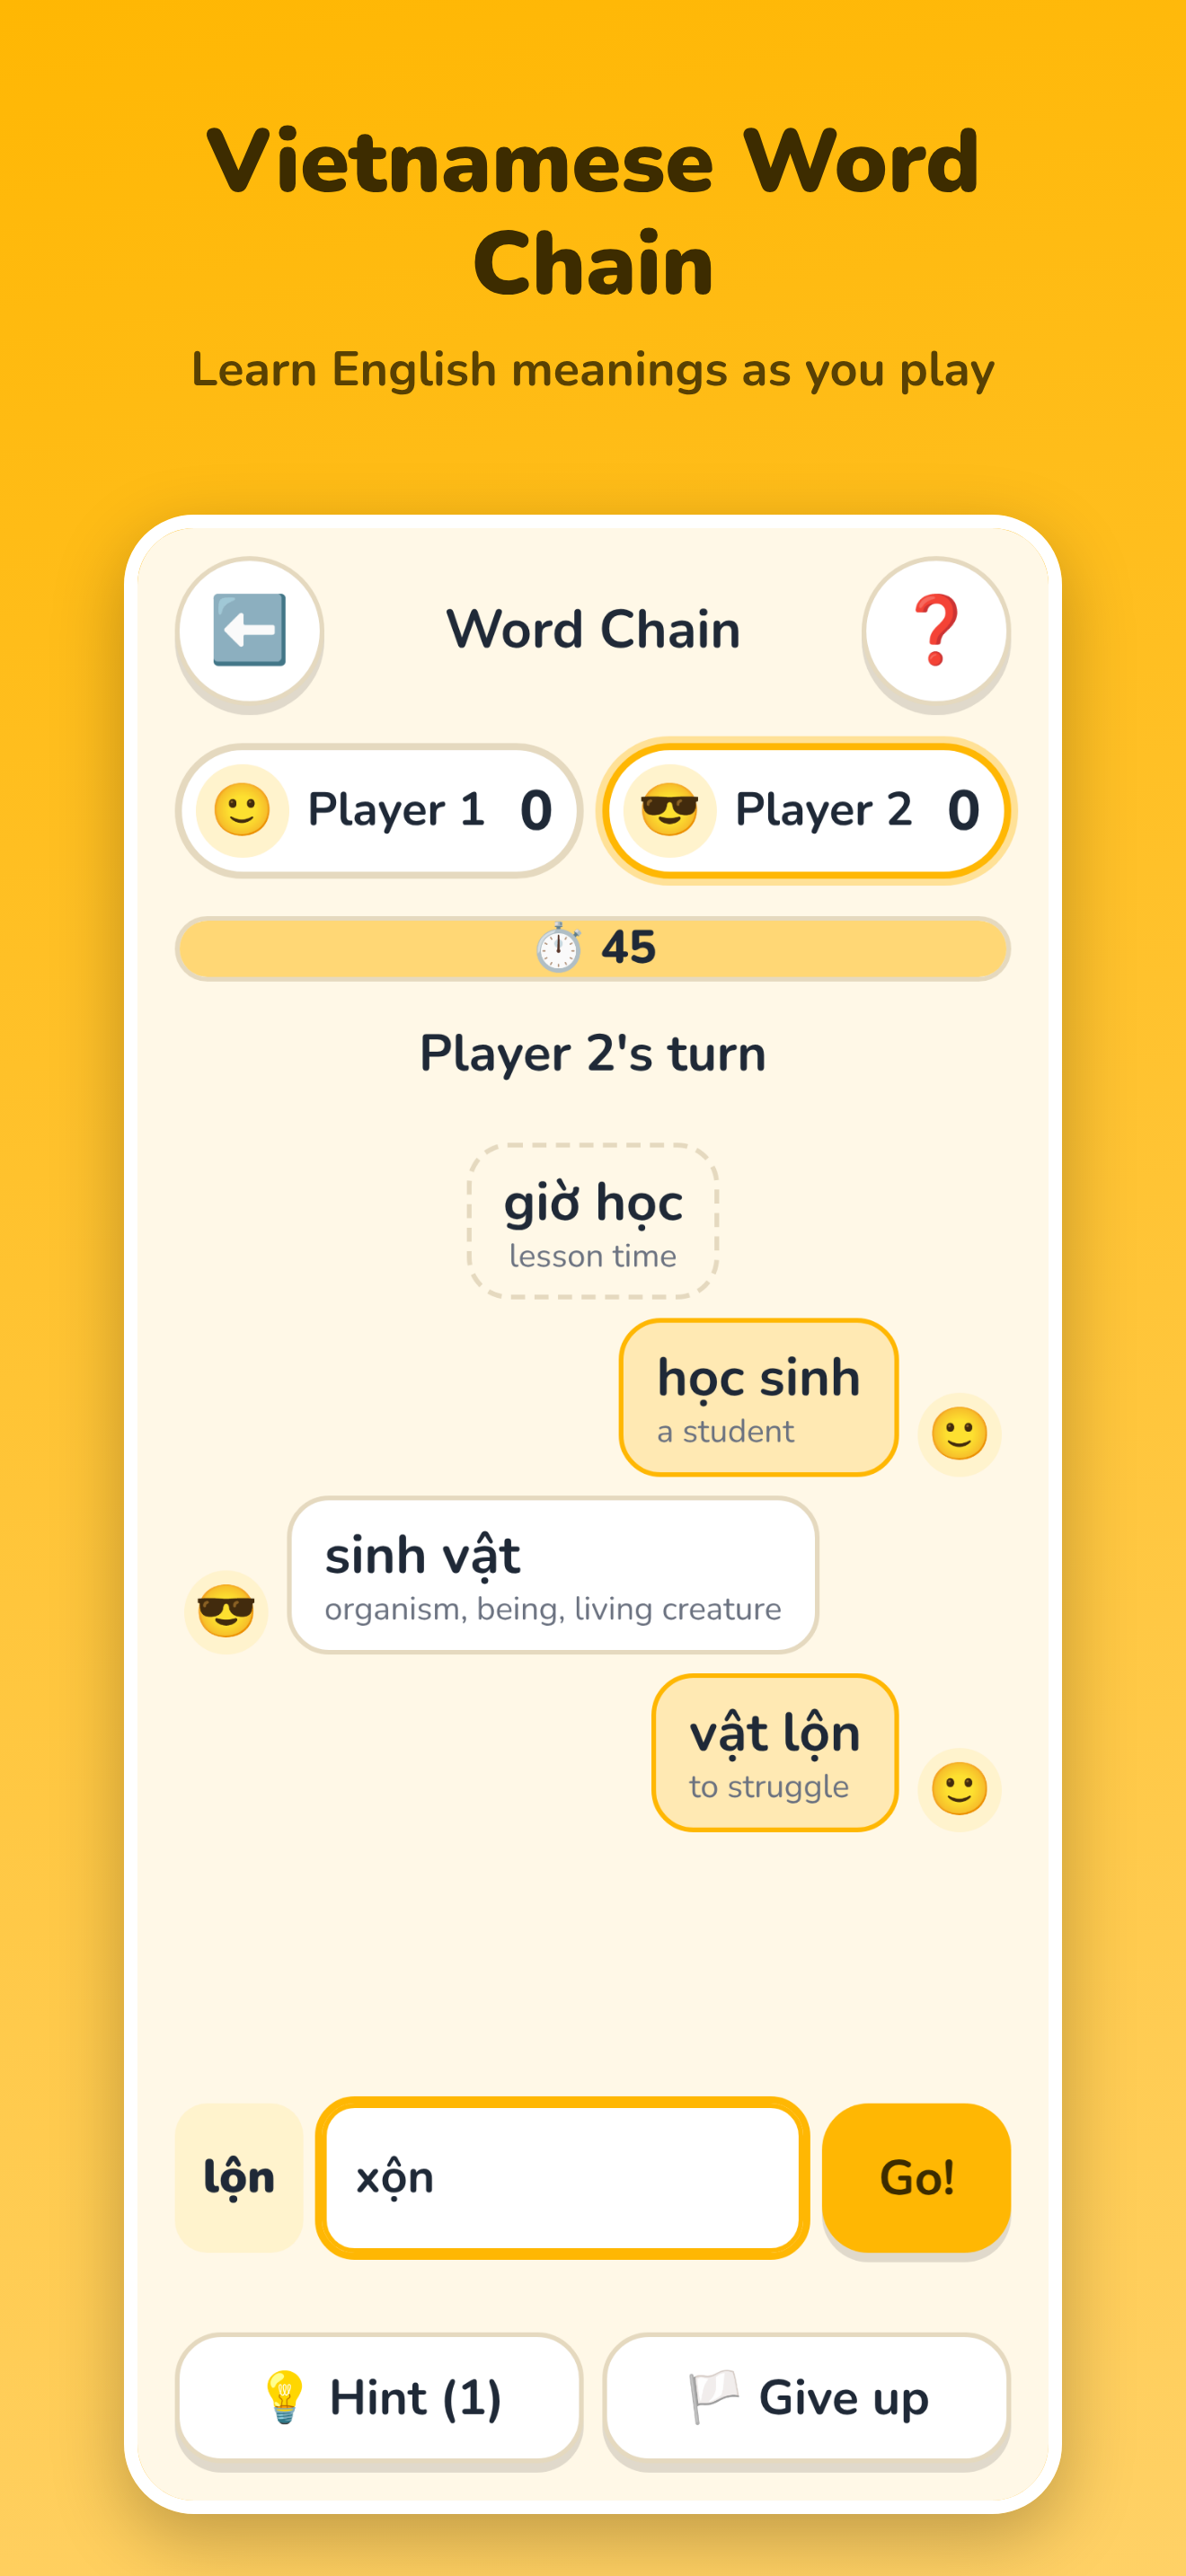 Vietnamese Word
Chain
Learn English meanings as you play
Word Chain
Player 1 0
Player 2 0
45
Player 2's turn
giờ học
lesson time
học sinh
a student
sinh vật
organism, being, living creature
vật lộn
to struggle
lộn
xộn
Go!
Hint (1)
Give up